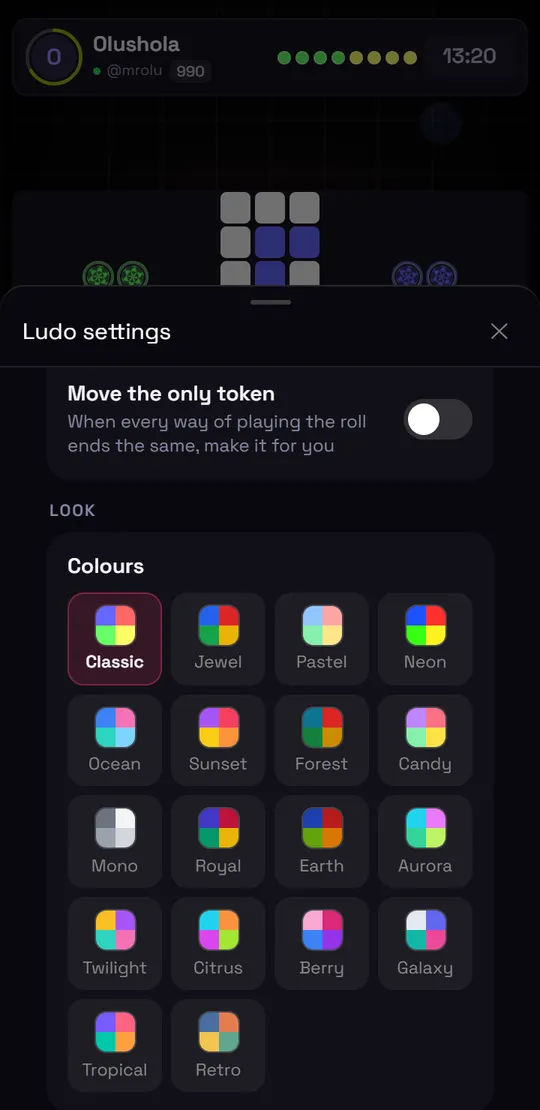 O
Olushola
@mrolu 990
13:20
Ludo settings
Move the only token
When every way of playing the roll
ends the same, make it for you
LOOK
Colours
Classic Jewel Pastel Neon
Ocean Sunset Forest Candy
Mono Royal Earth Aurora
Twilight Citrus Berry Galaxy
Tropical Retro